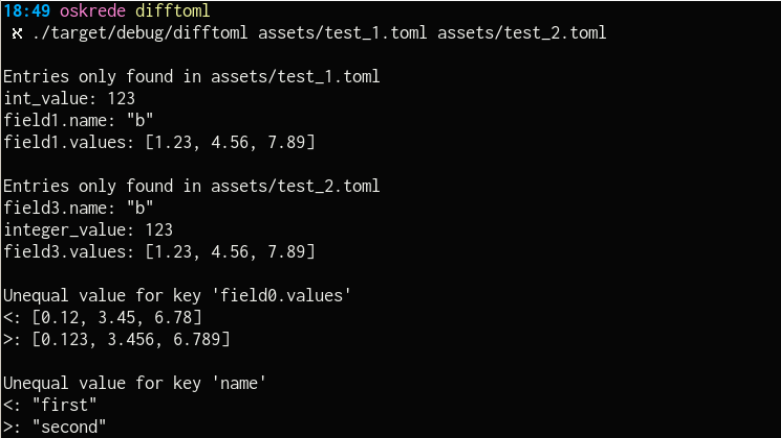 18:49 oskrede difftoml
ж ./target/debug/difftoml assets/test_1.toml assets/test_2.toml
Entries only found in assets/test_1.toml
int_value: 123
field1.name: "b"
field1.values: [1.23, 4.56, 7.89]
Entries only found in assets/test_2.toml
field3.name: "b"
integer_value: 123
field3.values: [1.23, 4.56, 7.89]
Unequal value for key 'field0.values'
<: [0.12, 3.45, 6.78]
>: [0.123, 3.456, 6.789]
Unequal value for key 'name'
<: "first"
>: "second"